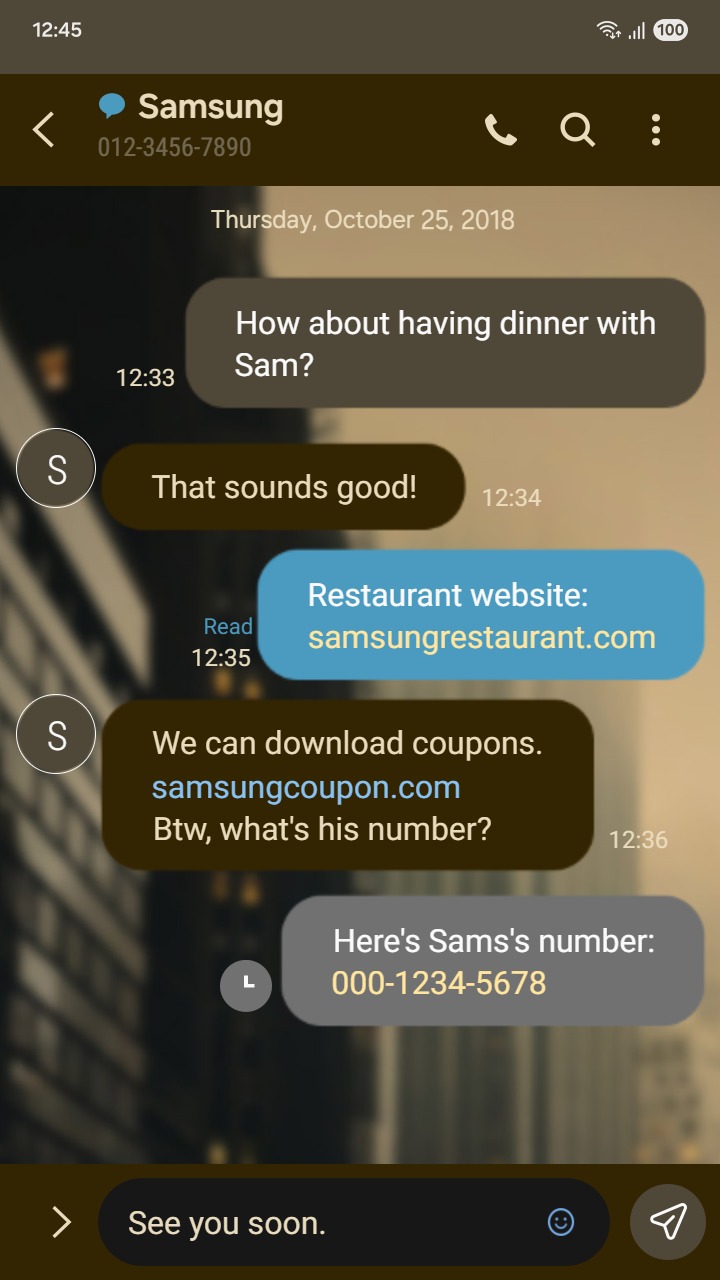 12:45
100
Samsung
012-3456-7890
Thursday, October 25, 2018
How about having dinner with
Sam?
12:33
S
That sounds good!
12:34
Restaurant website:
samsungrestaurant.com
Read
12:35
S
We can download coupons.
samsungcoupon.com
Btw, what's his number?
12:36
Here's Sams's number:
000-1234-5678
See you soon.